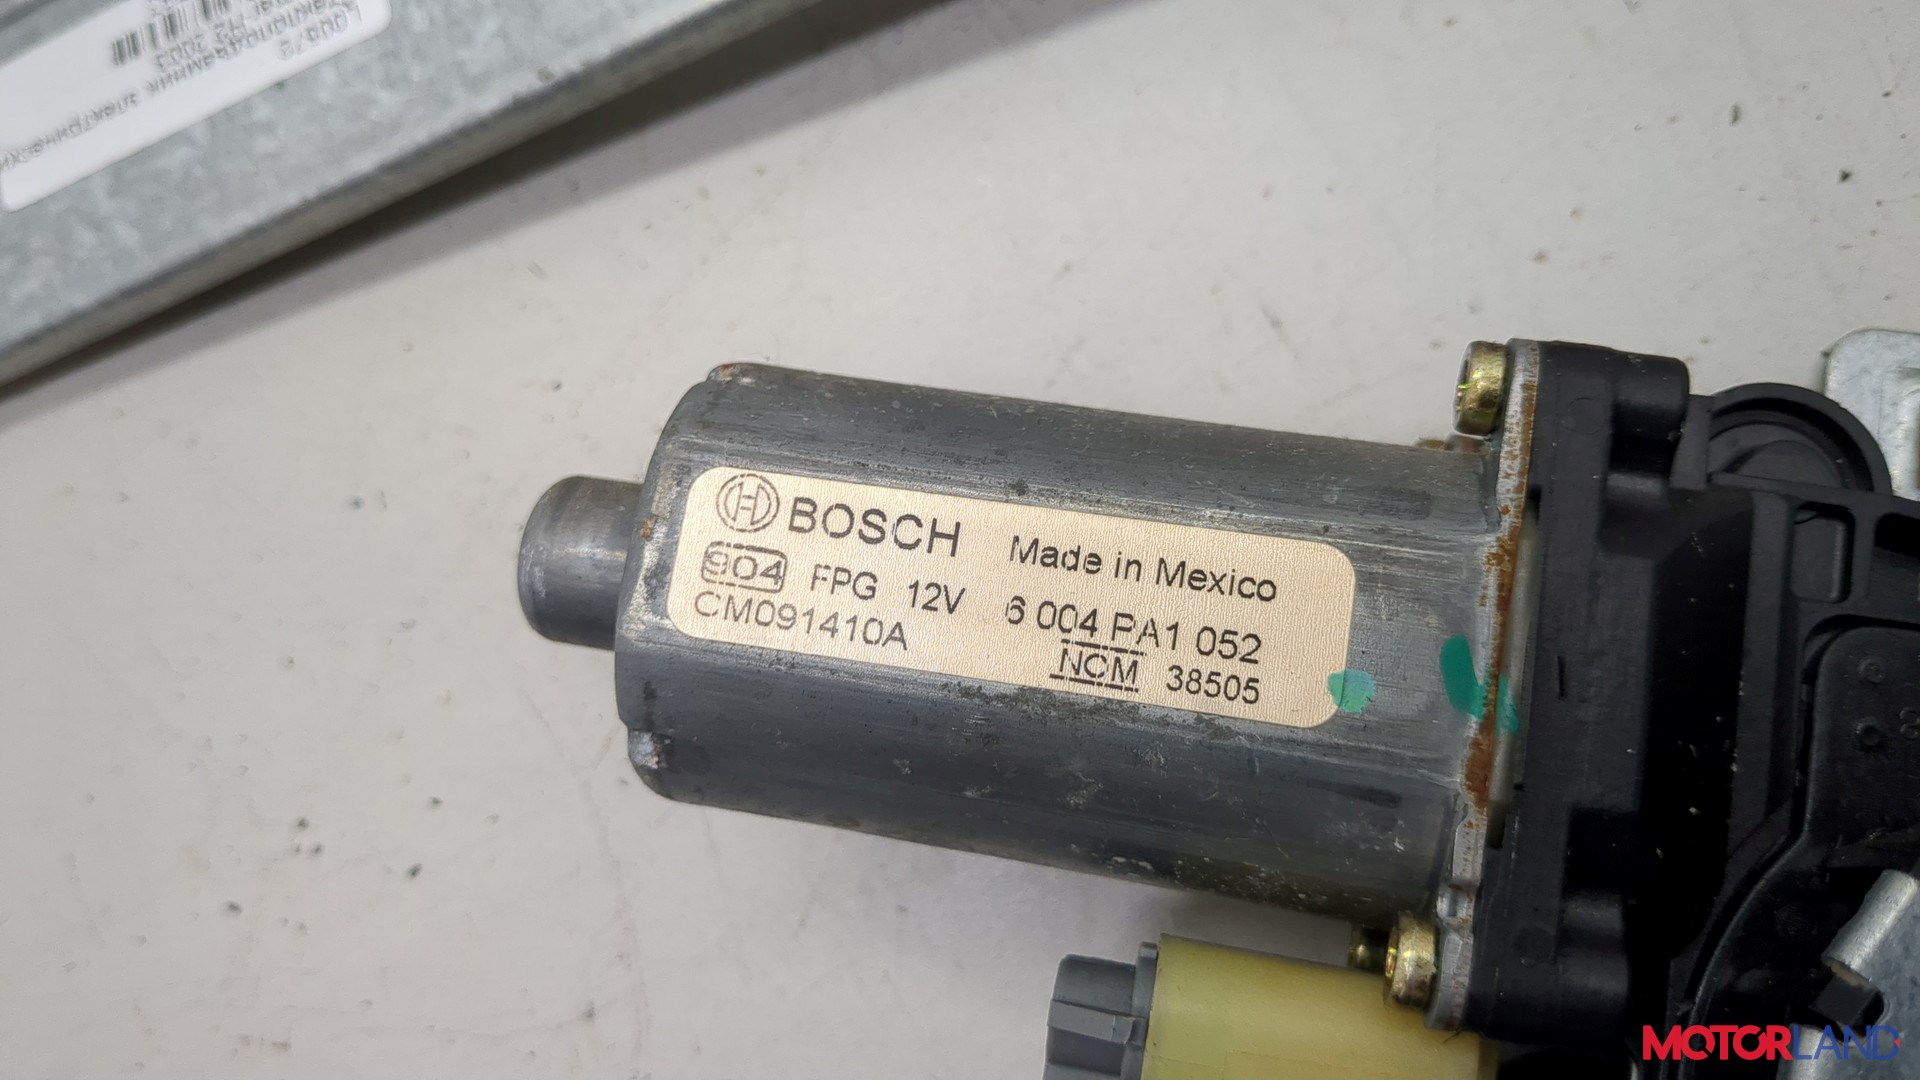 BOSCH Made in Mexico
904 FPG 12V 6 004 PA1 052
CM091410A NCM 38505
MOTORLAND